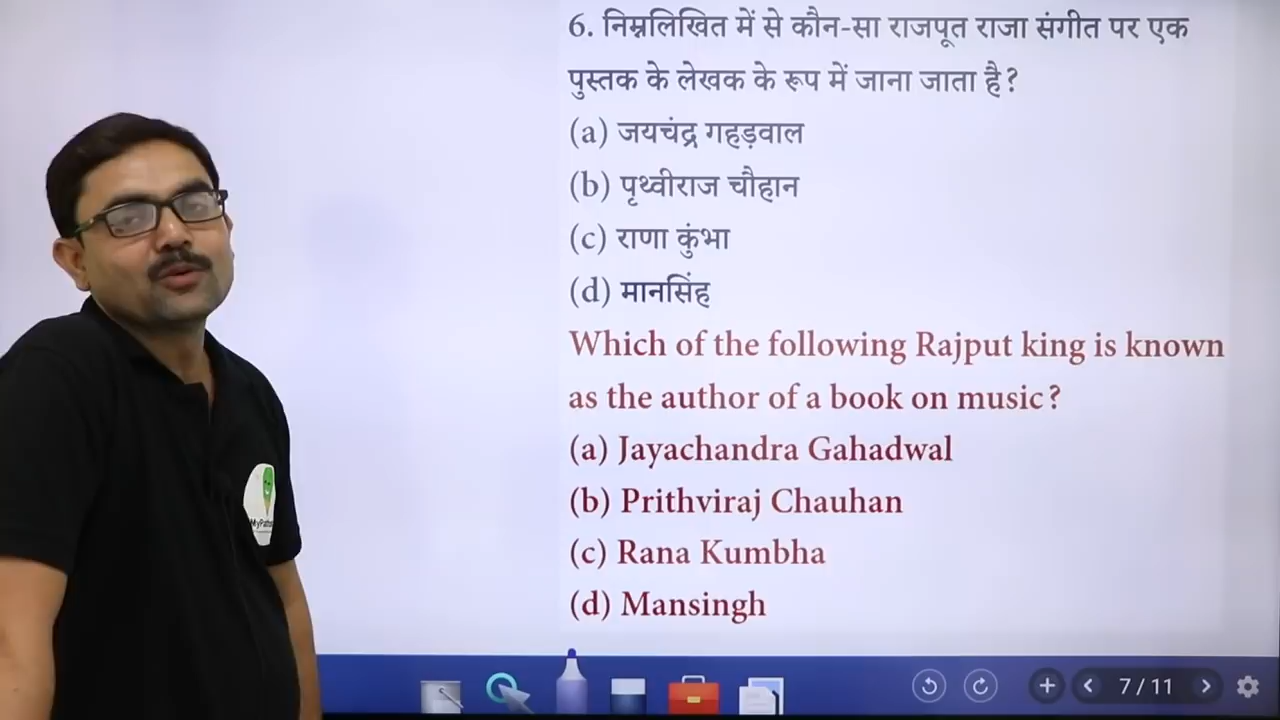 6. निम्नलिखित में से कौन-सा राजपूत राजा संगीत पर एक
पुस्तक के लेखक के रूप में जाना जाता है?
(a) जयचंद्र गहड़वाल
(b) पृथ्वीराज चौहान
(c) राणा कुंभा
(d) मानसिंह
Which of the following Rajput king is known
as the author of a book on music?
(a) Jayachandra Gahadwal
(b) Prithviraj Chauhan
(c) Rana Kumbha
(d) Mansingh
7 / 11